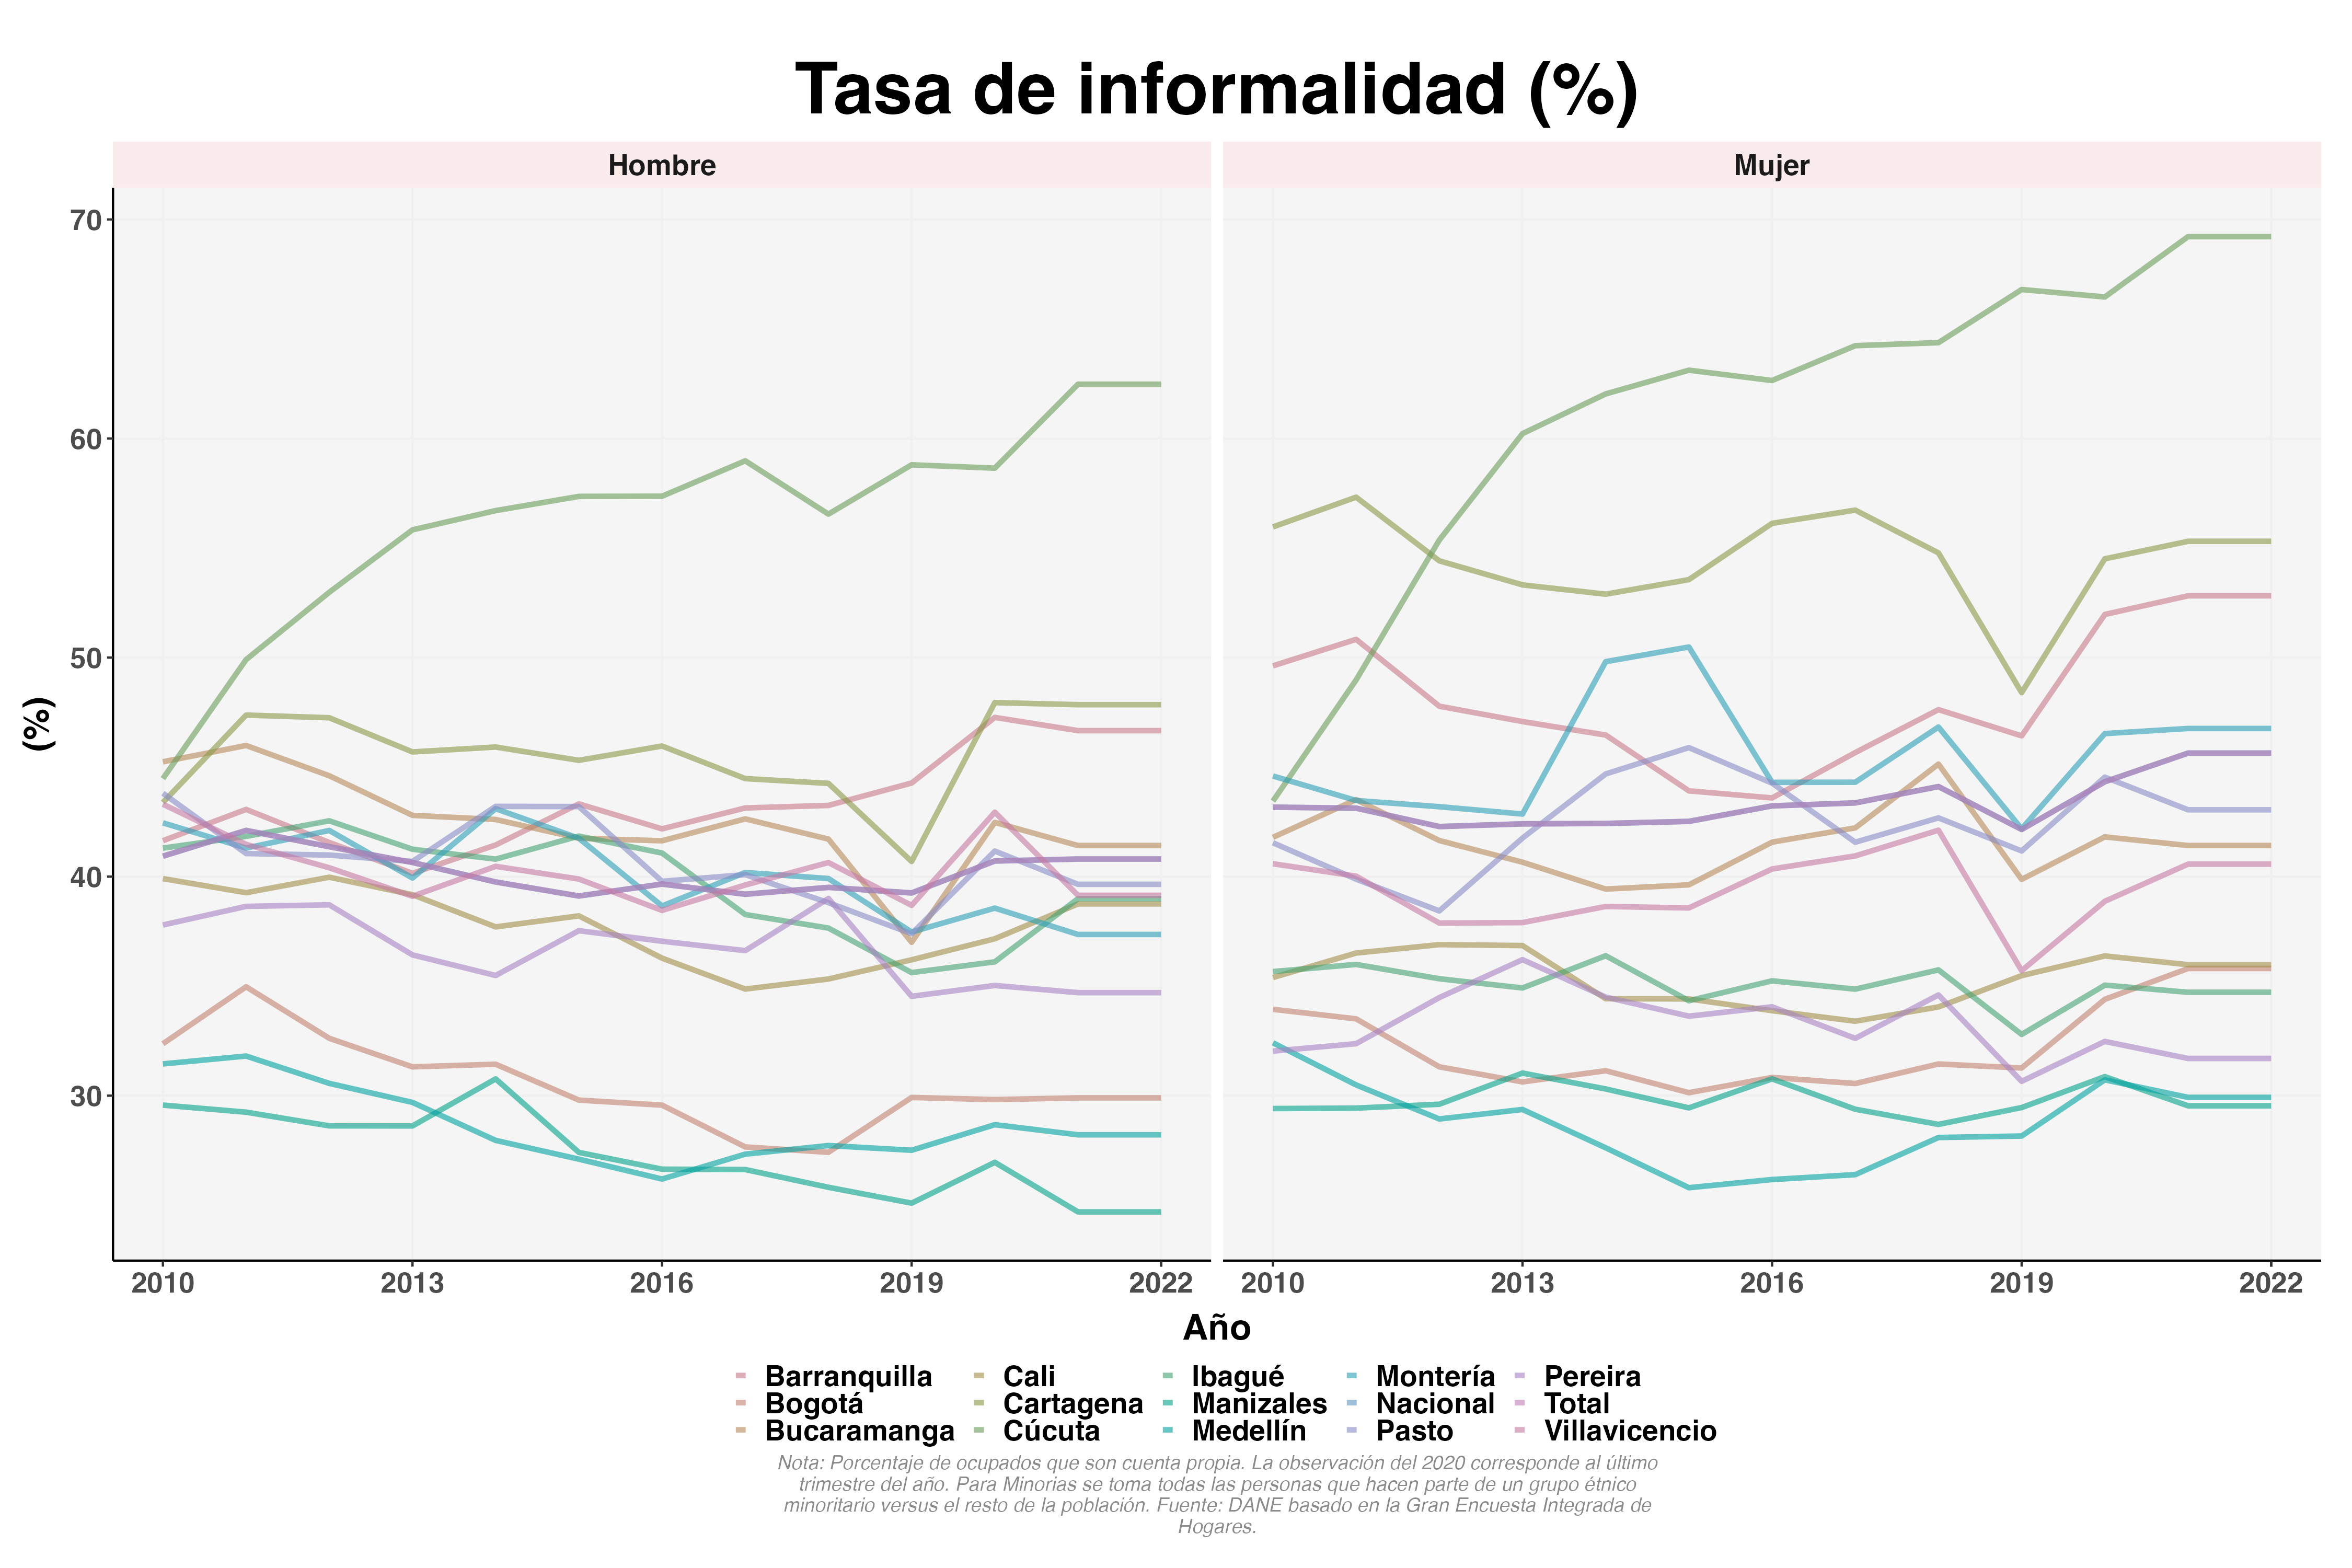 Tasa de informalidad (%)
Hombre
Mujer
70
60
50
40
30
(%)
2010 2013 2016 2019 2022
2010 2013 2016 2019 2022
Año
Barranquilla Cali Ibagué Montería Pereira
Bogotá Cartagena Manizales Nacional Total
Bucaramanga Cúcuta Medellín Pasto Villavicencio
Nota: Porcentaje de ocupados que son cuenta propia. La observación del 2020 corresponde al último
trimestre del año. Para Minorias se toma todas las personas que hacen parte de un grupo étnico
minoritario versus el resto de la población. Fuente: DANE basado en la Gran Encuesta Integrada de
Hogares.